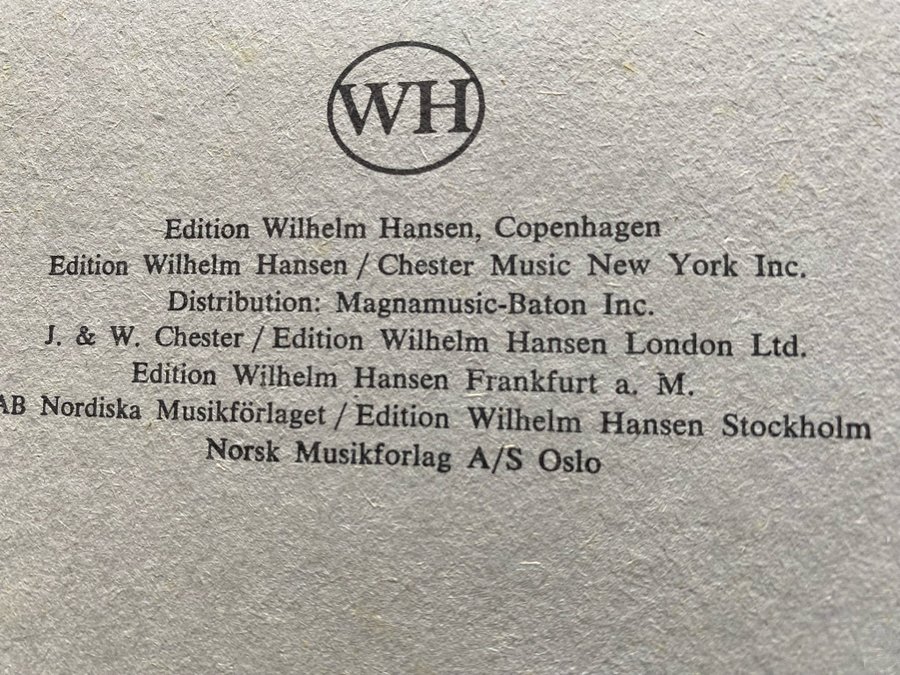 WH
Edition Wilhelm Hansen, Copenhagen
Edition Wilhelm Hansen / Chester Music New York Inc.
Distribution: Magnamusic-Baton Inc.
J. & W. Chester / Edition Wilhelm Hansen London Ltd.
Edition Wilhelm Hansen Frankfurt a. M.
AB Nordiska Musikförlaget / Edition Wilhelm Hansen Stockholm
Norsk Musikforlag A/S Oslo